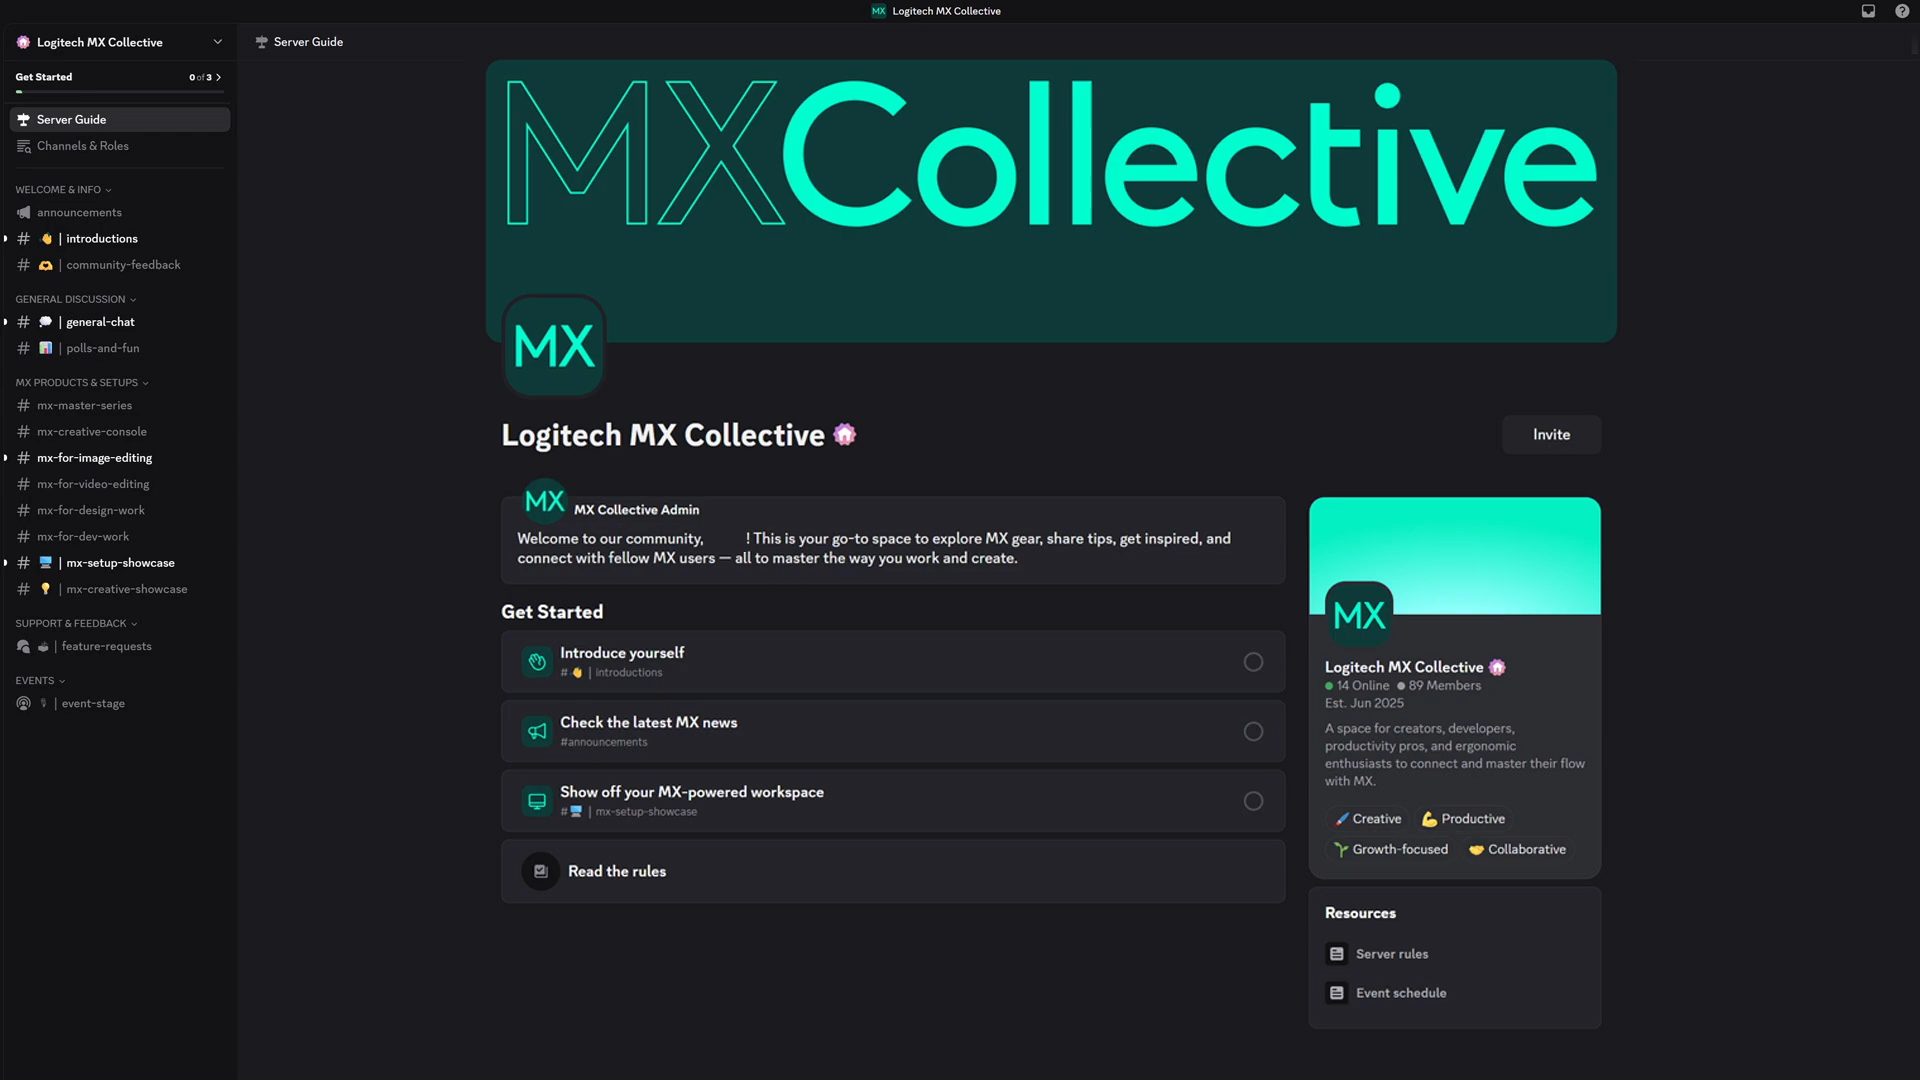 MX Logitech MX Collective
Logitech MX Collective
Get Started 0 of 3
Server Guide
Channels & Roles
WELCOME & INFO
announcements
| introductions
| community-feedback
GENERAL DISCUSSION
| general-chat
| polls-and-fun
MX PRODUCTS & SETUPS
mx-master-series
mx-creative-console
mx-for-image-editing
mx-for-video-editing
mx-for-design-work
mx-for-dev-work
| mx-setup-showcase
| mx-creative-showcase
SUPPORT & FEEDBACK
| feature-requests
EVENTS
| event-stage
Server Guide
MXCollective
MX
Logitech MX Collective
Invite
MX
MX Collective Admin
Welcome to our community, ! This is your go-to space to explore MX gear, share tips, get inspired, and
connect with fellow MX users — all to master the way you work and create.
Get Started
Introduce yourself
# | introductions
Check the latest MX news
#announcements
Show off your MX-powered workspace
# | mx-setup-showcase
Read the rules
MX
Logitech MX Collective
14 Online 89 Members
Est. Jun 2025
A space for creators, developers,
productivity pros, and ergonomic
enthusiasts to connect and master their flow
with MX.
Creative Productive
Growth-focused Collaborative
Resources
Server rules
Event schedule